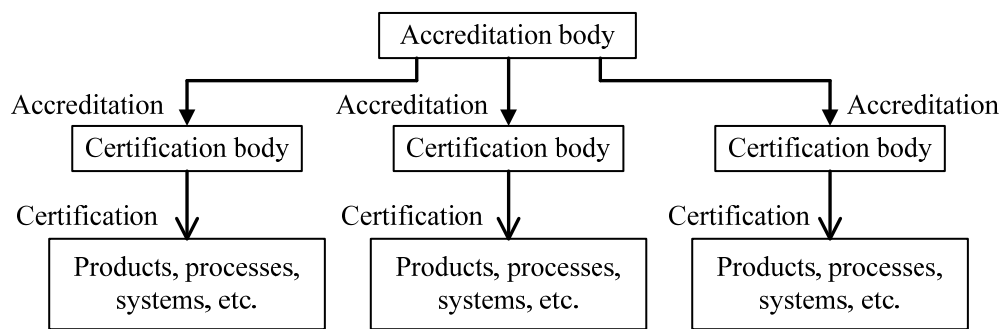 Accreditation body
Accreditation
Accreditation
Accreditation
Certification body
Certification body
Certification body
Certification
Certification
Certification
Products, processes,
systems, etc.
Products, processes,
systems, etc.
Products, processes,
systems, etc.